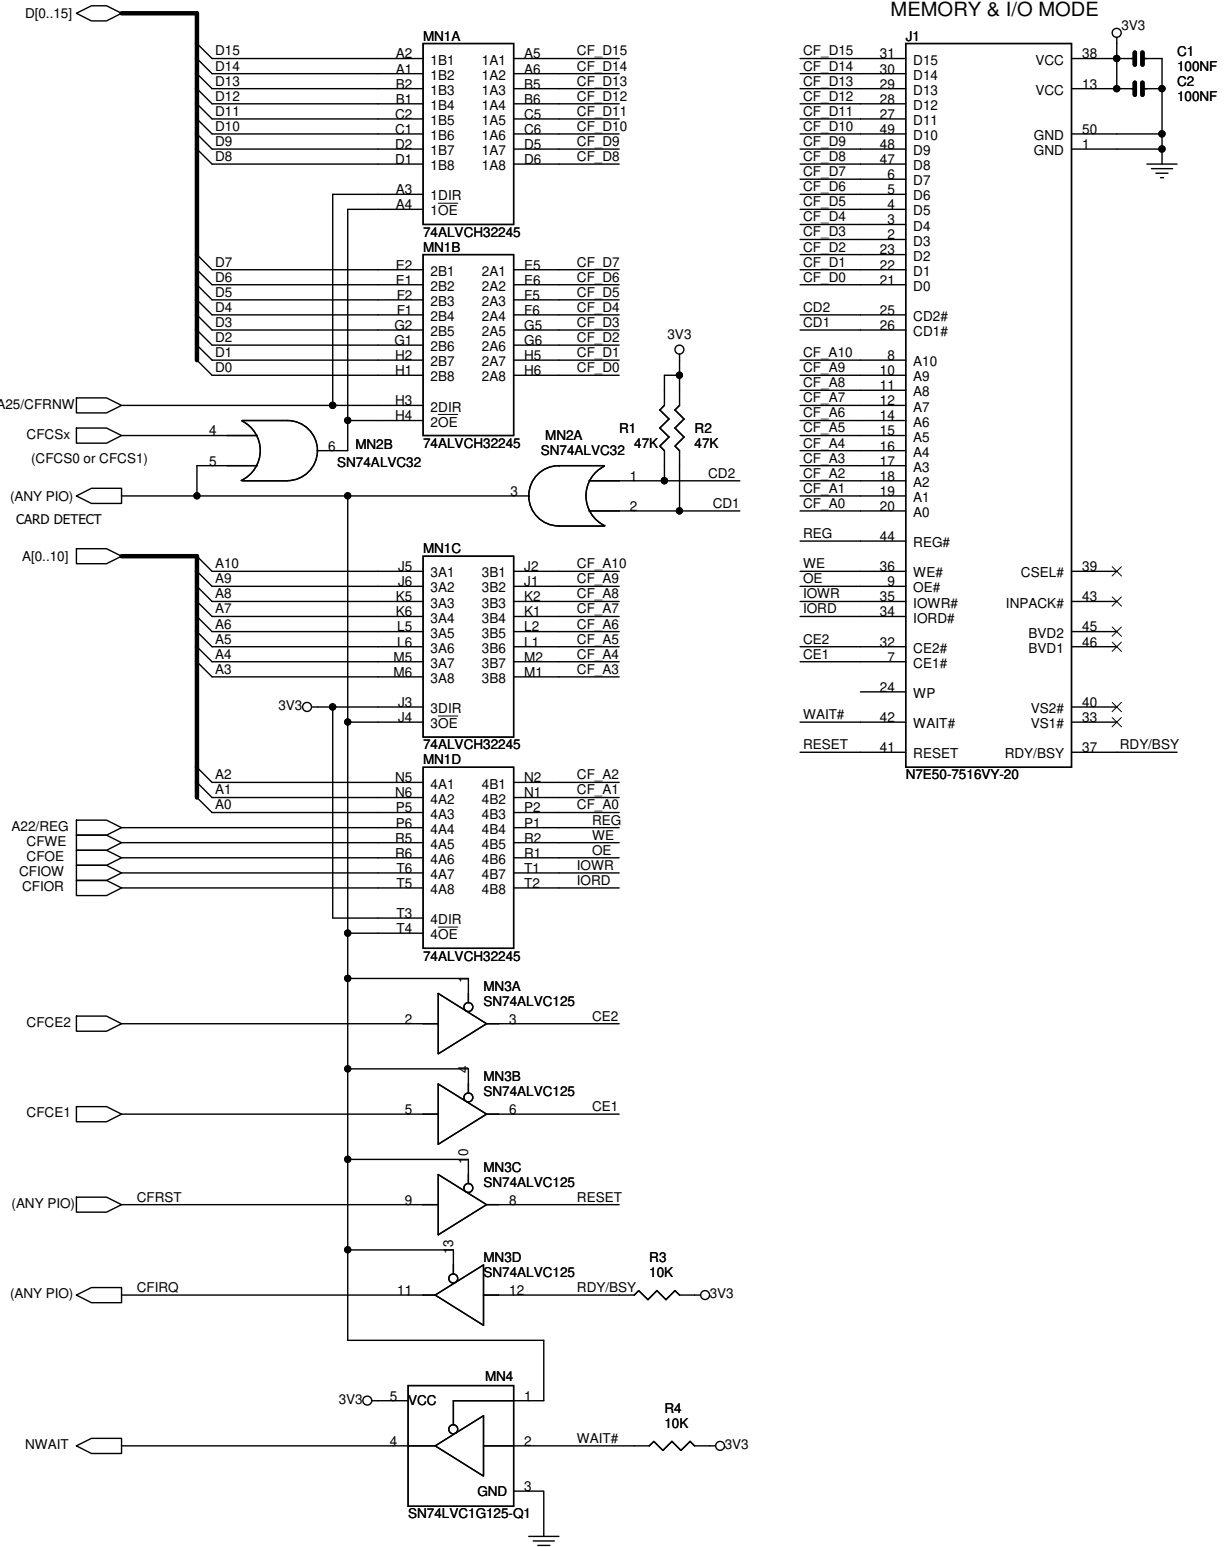 MEMORY & I/O MODE
D[0..15]
MN1A
D15 A2 1B1 1A1 A5 CF_D15
D14 A1 1B2 1A2 A6 CF_D14
D13 B2 1B3 1A3 B5 CF_D13
D12 B1 1B4 1A4 B6 CF_D12
D11 C2 1B5 1A5 C5 CF_D11
D10 C1 1B6 1A6 C6 CF_D10
D9 D2 1B7 1A7 D5 CF_D9
D8 D1 1B8 1A8 D6 CF_D8
A3 1DIR
A4 1OE
74ALVCH32245
MN1B
D7 E2 2B1 2A1 E5 CF_D7
D6 E1 2B2 2A2 E6 CF_D6
D5 F2 2B3 2A3 F5 CF_D5
D4 F1 2B4 2A4 F6 CF_D4
D3 G2 2B5 2A5 G5 CF_D3
D2 G1 2B6 2A6 G6 CF_D2
D1 H2 2B7 2A7 H5 CF_D1
D0 H1 2B8 2A8 H6 CF_D0
A25/CFRNW H3 2DIR
H4 2OE
74ALVCH32245
CFCSx 4
(CFCS0 or CFCS1) 5
6 MN2B
SN74ALVC32
3V3
R1 47K
R2 47K
MN2A
SN74ALVC32
1 CD2
2 CD1
3
(ANY PIO)
CARD DETECT
A[0..10]
MN1C
A10 J5 3A1 3B1 J2 CF_A10
A9 J6 3A2 3B2 J1 CF_A9
A8 K5 3A3 3B3 K2 CF_A8
A7 K6 3A4 3B4 K1 CF_A7
A6 L5 3A5 3B5 L2 CF_A6
A5 L6 3A6 3B6 L1 CF_A5
A4 M5 3A7 3B7 M2 CF_A4
A3 M6 3A8 3B8 M1 CF_A3
3V3 J3 3DIR
J4 3OE
74ALVCH32245
MN1D
A2 N5 4A1 4B1 N2 CF_A2
A1 N6 4A2 4B2 N1 CF_A1
A0 P5 4A3 4B3 P2 CF_A0
A22/REG P6 4A4 4B4 P1 REG
CFWE R5 4A5 4B5 R2 WE
CFOE R6 4A6 4B6 R1 OE
CFIOW T6 4A7 4B7 T1 IOWR
CFIOR T5 4A8 4B8 T2 IORD
T3 4DIR
T4 4OE
74ALVCH32245
1 MN3A
SN74ALVC125
CFCE2 2 3 CE2
4 MN3B
SN74ALVC125
CFCE1 5 6 CE1
10 MN3C
SN74ALVC125
(ANY PIO) CFRST 9 8 RESET
13 MN3D
SN74ALVC125
(ANY PIO) CFIRQ 11 12 RDY/BSY R3 10K 3V3
MN4
3V3 5 VCC 1
NWAIT 4 2 WAIT# R4 10K 3V3
GND 3
SN74LVC1G125-Q1
J1
3V3
CF_D15 31 D15 VCC 38 C1 100NF
CF_D14 30 D14
CF_D13 29 D13 VCC 13 C2 100NF
CF_D12 28 D12
CF_D11 27 D11
CF_D10 49 D10 GND 50
CF_D9 48 D9 GND 1
CF_D8 47 D8
CF_D7 6 D7
CF_D6 5 D6
CF_D5 4 D5
CF_D4 3 D4
CF_D3 2 D3
CF_D2 23 D2
CF_D1 22 D1
CF_D0 21 D0
CD2 25 CD2#
CD1 26 CD1#
CF_A10 8 A10
CF_A9 10 A9
CF_A8 11 A8
CF_A7 12 A7
CF_A6 14 A6
CF_A5 15 A5
CF_A4 16 A4
CF_A3 17 A3
CF_A2 18 A2
CF_A1 19 A1
CF_A0 20 A0
REG 44 REG#
WE 36 WE# CSEL# 39
OE 9 OE#
IOWR 35 IOWR# INPACK# 43
IORD 34 IORD#
BVD2 45
CE2 32 CE2# BVD1 46
CE1 7 CE1#
24 WP
VS2# 40
WAIT# 42 WAIT# VS1# 33
RESET 41 RESET RDY/BSY 37 RDY/BSY
N7E50-7516VY-20